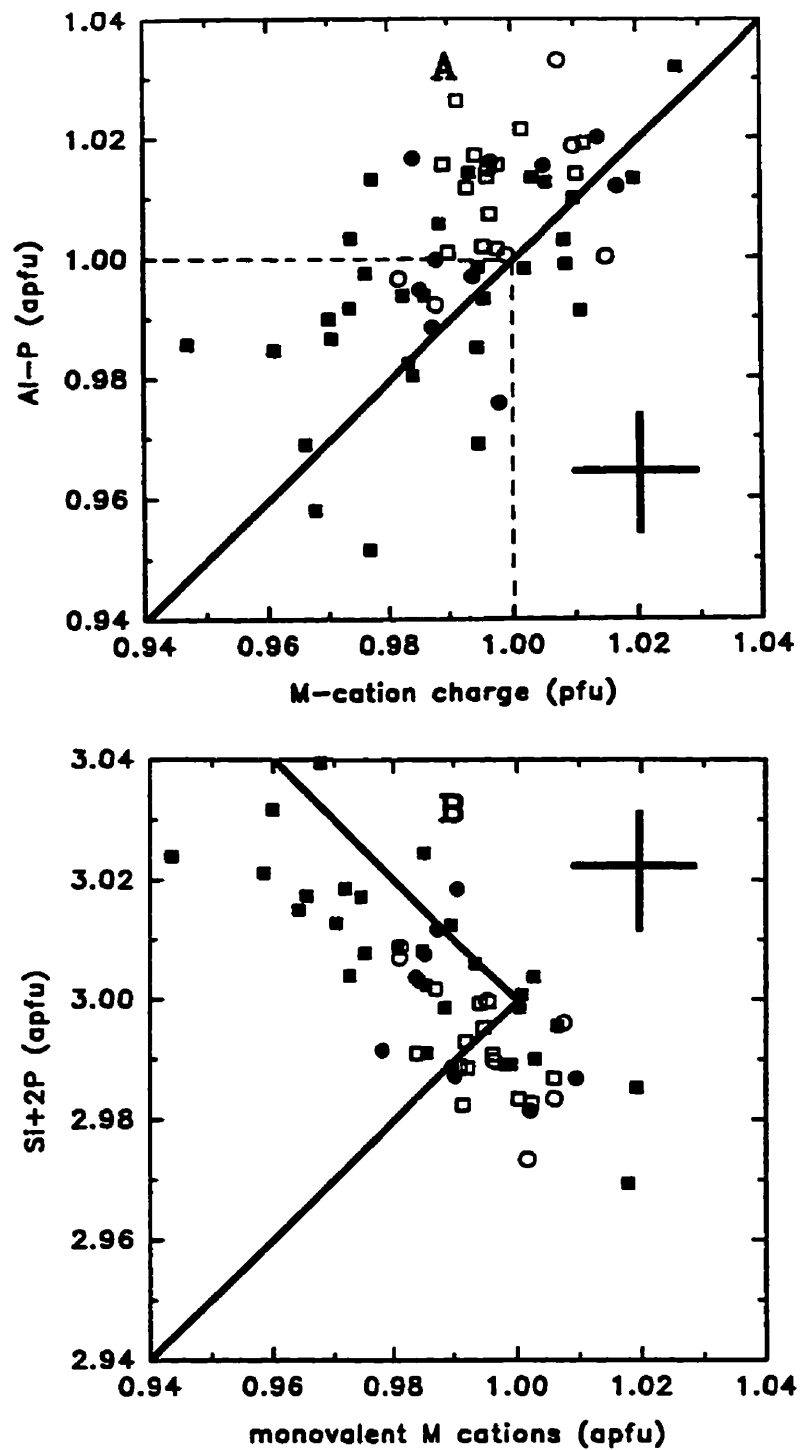 1.04
A
1.02
1.00
0.98
0.96
0.94
Al-P (apfu)
0.94 0.96 0.98 1.00 1.02 1.04
M-cation charge (pfu)
3.04
B
3.02
3.00
2.98
2.96
2.94
Si+2P (apfu)
0.94 0.96 0.98 1.00 1.02 1.04
monovalent M cations (apfu)